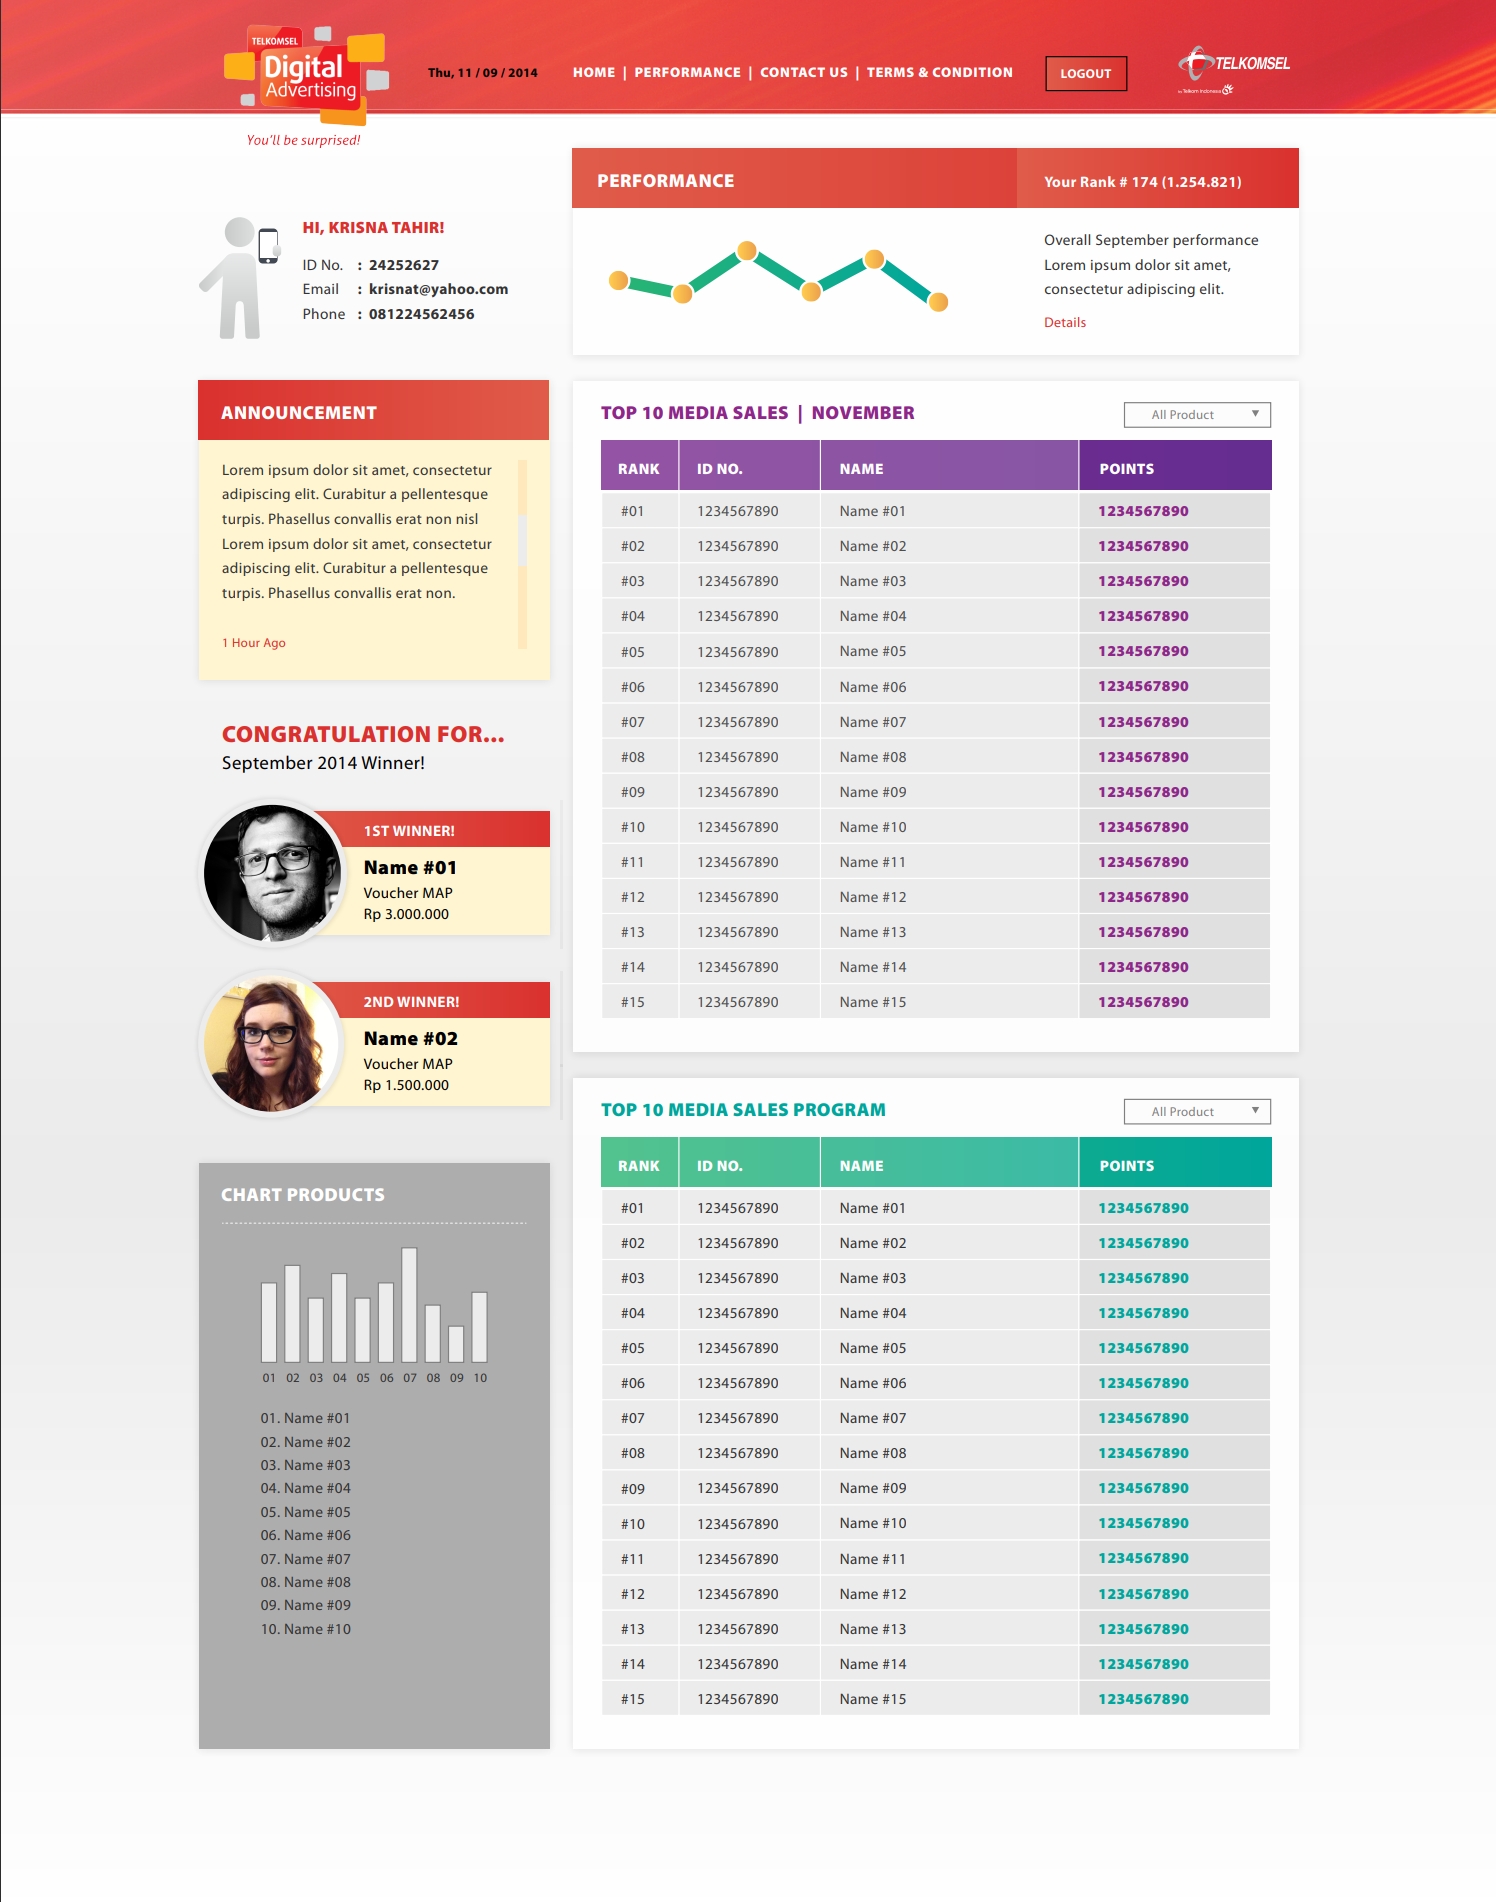 TELKOMSEL
Digital
Advertising
You'll be surprised!
Thu, 11 / 09 / 2014
HOME | PERFORMANCE | CONTACT US | TERMS & CONDITION
LOGOUT
TELKOMSEL
by Telkom Indonesia
HI, KRISNA TAHIR!
ID No. : 24252627
Email : krisnat@yahoo.com
Phone : 081224562456
PERFORMANCE
Your Rank # 174 (1.254.821)
Overall September performance
Lorem ipsum dolor sit amet,
consectetur adipiscing elit.
Details
ANNOUNCEMENT
Lorem ipsum dolor sit amet, consectetur
adipiscing elit. Curabitur a pellentesque
turpis. Phasellus convallis erat non nisl
Lorem ipsum dolor sit amet, consectetur
adipiscing elit. Curabitur a pellentesque
turpis. Phasellus convallis erat non.
1 Hour Ago
CONGRATULATION FOR...
September 2014 Winner!
1ST WINNER!
Name #01
Voucher MAP
Rp 3.000.000
2ND WINNER!
Name #02
Voucher MAP
Rp 1.500.000
CHART PRODUCTS
01 02 03 04 05 06 07 08 09 10
01. Name #01
02. Name #02
03. Name #03
04. Name #04
05. Name #05
06. Name #06
07. Name #07
08. Name #08
09. Name #09
10. Name #10
TOP 10 MEDIA SALES | NOVEMBER
All Product
RANK ID NO. NAME POINTS
#01 1234567890 Name #01 1234567890
#02 1234567890 Name #02 1234567890
#03 1234567890 Name #03 1234567890
#04 1234567890 Name #04 1234567890
#05 1234567890 Name #05 1234567890
#06 1234567890 Name #06 1234567890
#07 1234567890 Name #07 1234567890
#08 1234567890 Name #08 1234567890
#09 1234567890 Name #09 1234567890
#10 1234567890 Name #10 1234567890
#11 1234567890 Name #11 1234567890
#12 1234567890 Name #12 1234567890
#13 1234567890 Name #13 1234567890
#14 1234567890 Name #14 1234567890
#15 1234567890 Name #15 1234567890
TOP 10 MEDIA SALES PROGRAM
All Product
RANK ID NO. NAME POINTS
#01 1234567890 Name #01 1234567890
#02 1234567890 Name #02 1234567890
#03 1234567890 Name #03 1234567890
#04 1234567890 Name #04 1234567890
#05 1234567890 Name #05 1234567890
#06 1234567890 Name #06 1234567890
#07 1234567890 Name #07 1234567890
#08 1234567890 Name #08 1234567890
#09 1234567890 Name #09 1234567890
#10 1234567890 Name #10 1234567890
#11 1234567890 Name #11 1234567890
#12 1234567890 Name #12 1234567890
#13 1234567890 Name #13 1234567890
#14 1234567890 Name #14 1234567890
#15 1234567890 Name #15 1234567890